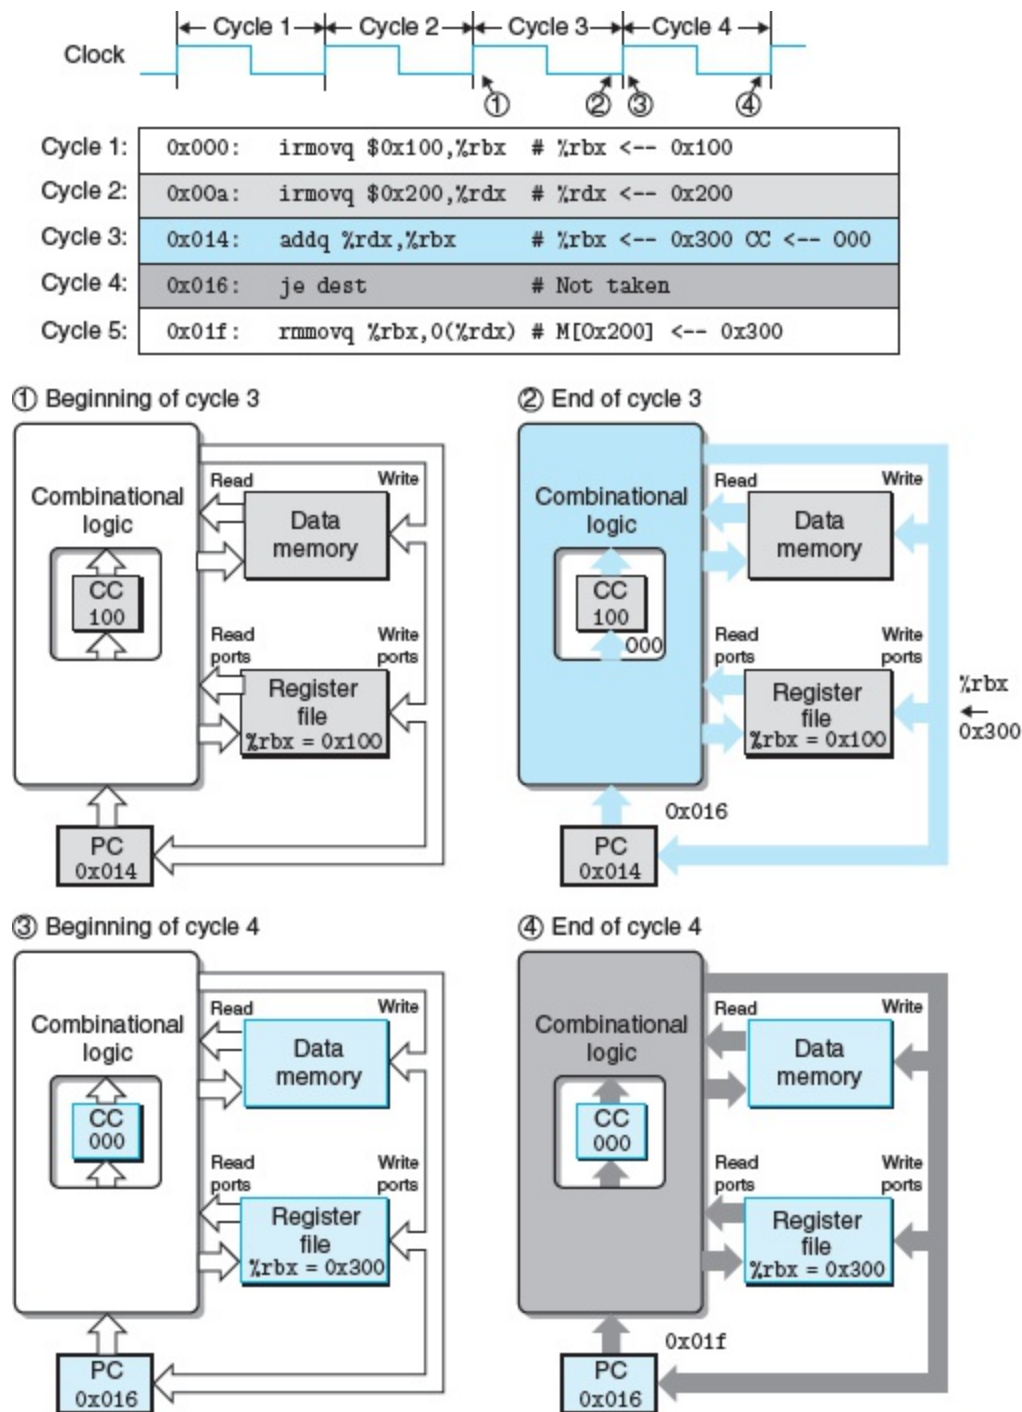 Cycle 1 Cycle 2 Cycle 3 Cycle 4
Clock
① ② ③ ④
Cycle 1: 0x000: irmovq $0x100,%rbx # %rbx <-- 0x100
Cycle 2: 0x00a: irmovq $0x200,%rdx # %rdx <-- 0x200
Cycle 3: 0x014: addq %rdx,%rbx # %rbx <-- 0x300 CC <-- 000
Cycle 4: 0x016: je dest # Not taken
Cycle 5: 0x01f: rmmovq %rbx,0(%rdx) # M[0x200] <-- 0x300
① Beginning of cycle 3
Combinational
logic
CC
100
Read
Write
Data
memory
Read
ports
Write
ports
Register
file
%rbx = 0x100
PC
0x014
② End of cycle 3
Combinational
logic
CC
100
000
Read
Write
Data
memory
Read
ports
Write
ports
Register
file
%rbx = 0x100
%rbx
0x300
0x016
PC
0x014
③ Beginning of cycle 4
Combinational
logic
CC
000
Read
Write
Data
memory
Read
ports
Write
ports
Register
file
%rbx = 0x300
PC
0x016
④ End of cycle 4
Combinational
logic
CC
000
Read
Write
Data
memory
Read
ports
Write
ports
Register
file
%rbx = 0x300
0x01f
PC
0x016